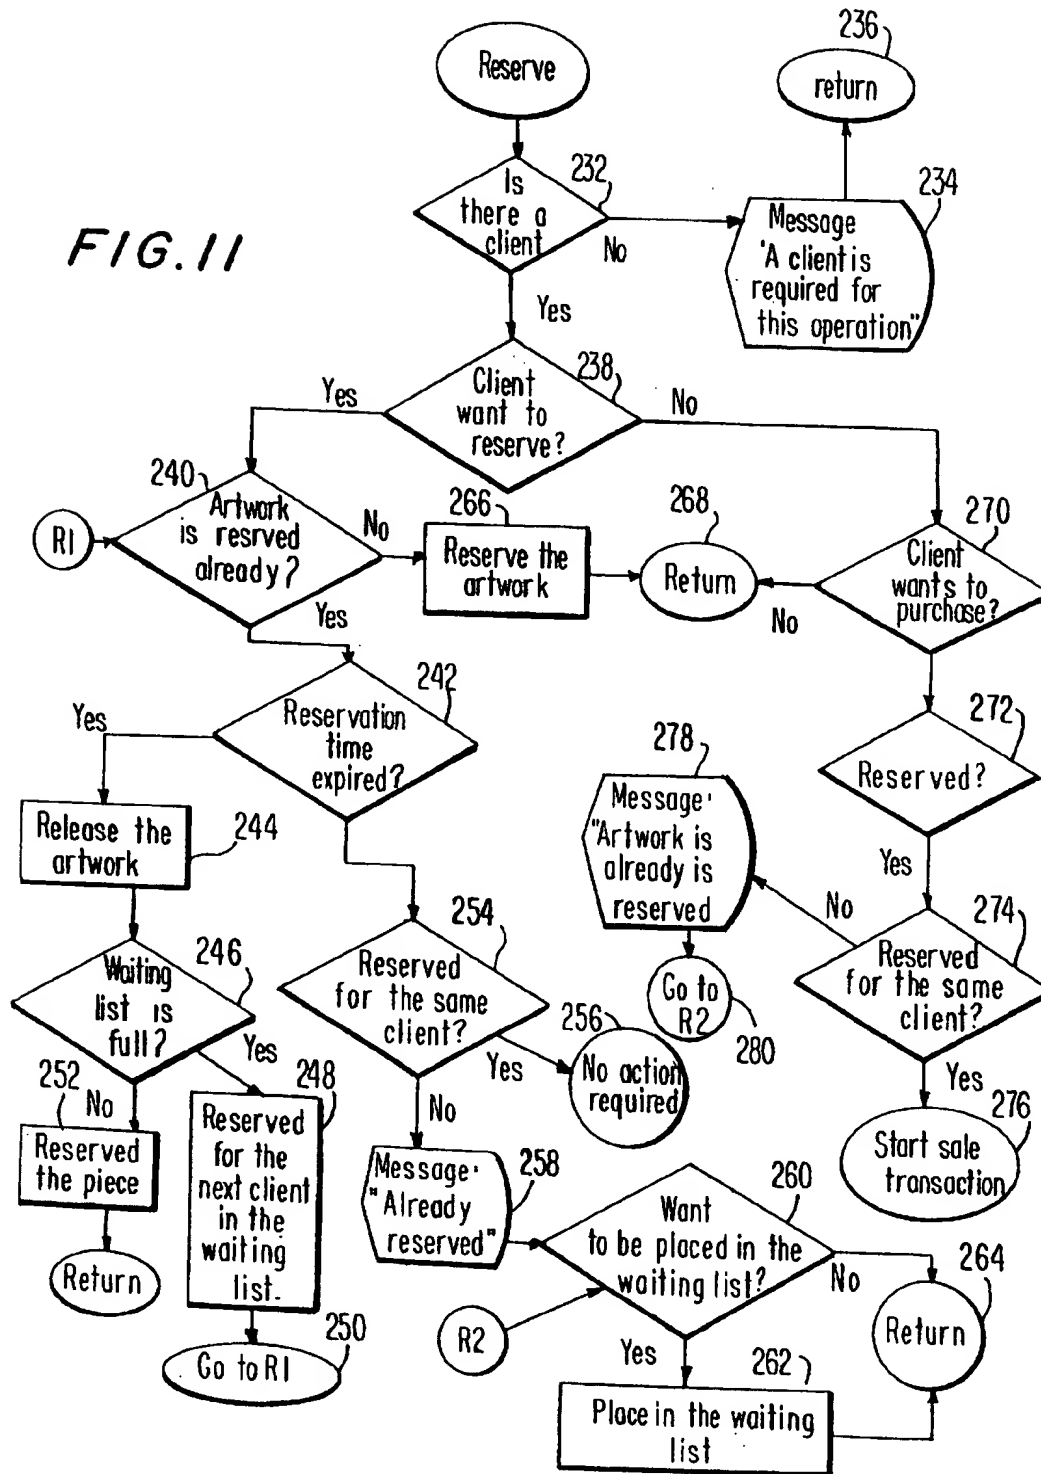 FIG.11
Reserve
236
return
232
Is
there a
client
No
234
Message
'A client is
required for
this operation"
Yes
238
Client
want to
reserve?
Yes
No
240
Artwork
is resrved
already?
R1
No
266
Reserve the
artwork
268
Return
270
Client
wants to
purchase?
No
Yes
242
Reservation
time
expired?
Yes
272
Reserved?
278
Message:
"Artwork is
already is
reserved
Yes
Release the
artwork
244
No
274
Reserved
for the same
client?
254
Reserved
for the same
client?
246
Waiting
list is
full?
Go to
R2
280
256
No action
required
Yes
Yes
252
No
Reserved
the piece
248
Reserved
for the
next client
in the
waiting
list.
No
Yes
276
Start sale
transaction
Message:
"Already
reserved"
258
260
Want
to be placed in the
waiting list?
No
264
Return
Return
R2
250
Go to R1
Yes
262
Place in the waiting
list